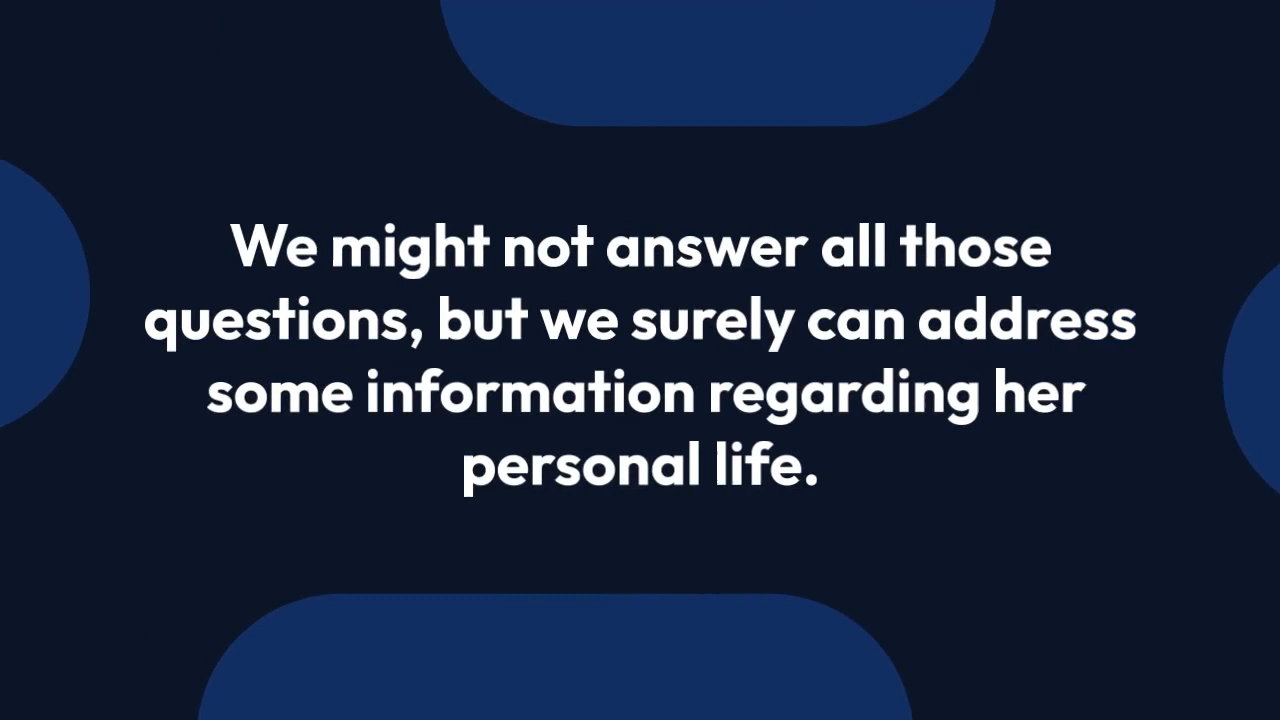 We might not answer all those
questions, but we surely can address
some information regarding her
personal life.